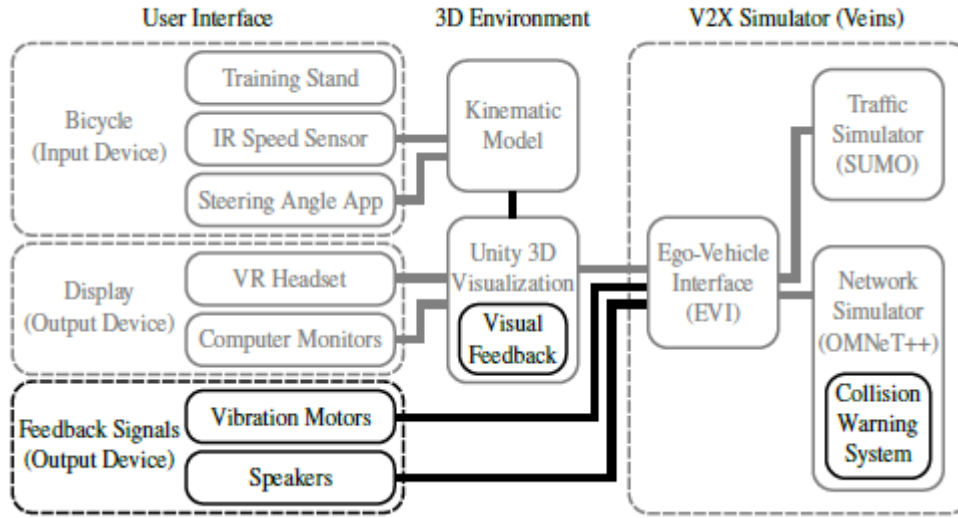 User Interface
3D Environment
V2X Simulator (Veins)
Bicycle
(Input Device)
Training Stand
IR Speed Sensor
Steering Angle App
Kinematic
Model
Traffic
Simulator
(SUMO)
Display
(Output Device)
VR Headset
Computer Monitors
Unity 3D
Visualization
Visual
Feedback
Ego-Vehicle
Interface
(EVI)
Network
Simulator
(OMNeT++)
Collision
Warning
System
Feedback Signals
(Output Device)
Vibration Motors
Speakers